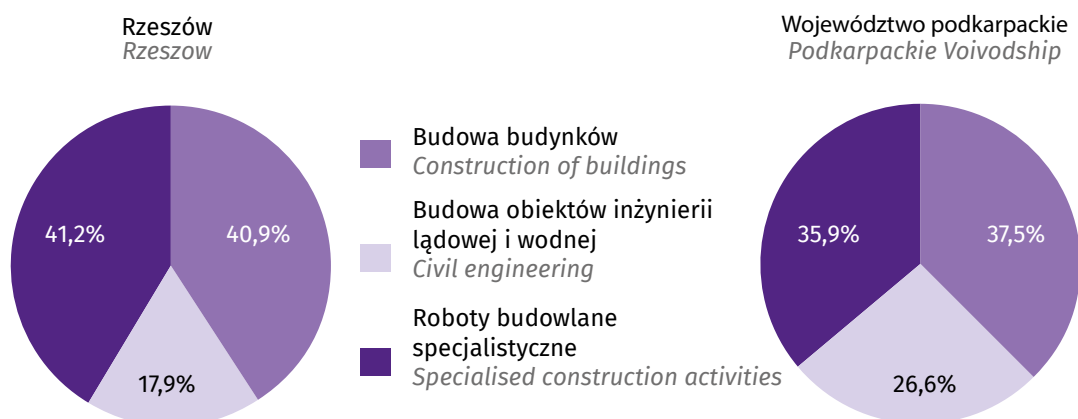 Rzeszów
Rzeszow
41,2%
40,9%
17,9%
Budowa budynków
Construction of buildings
Budowa obiektów inżynierii
lądowej i wodnej
Civil engineering
Roboty budowlane
specjalistyczne
Specialised construction activities
Województwo podkarpackie
Podkarpackie Voivodship
35,9%
37,5%
26,6%